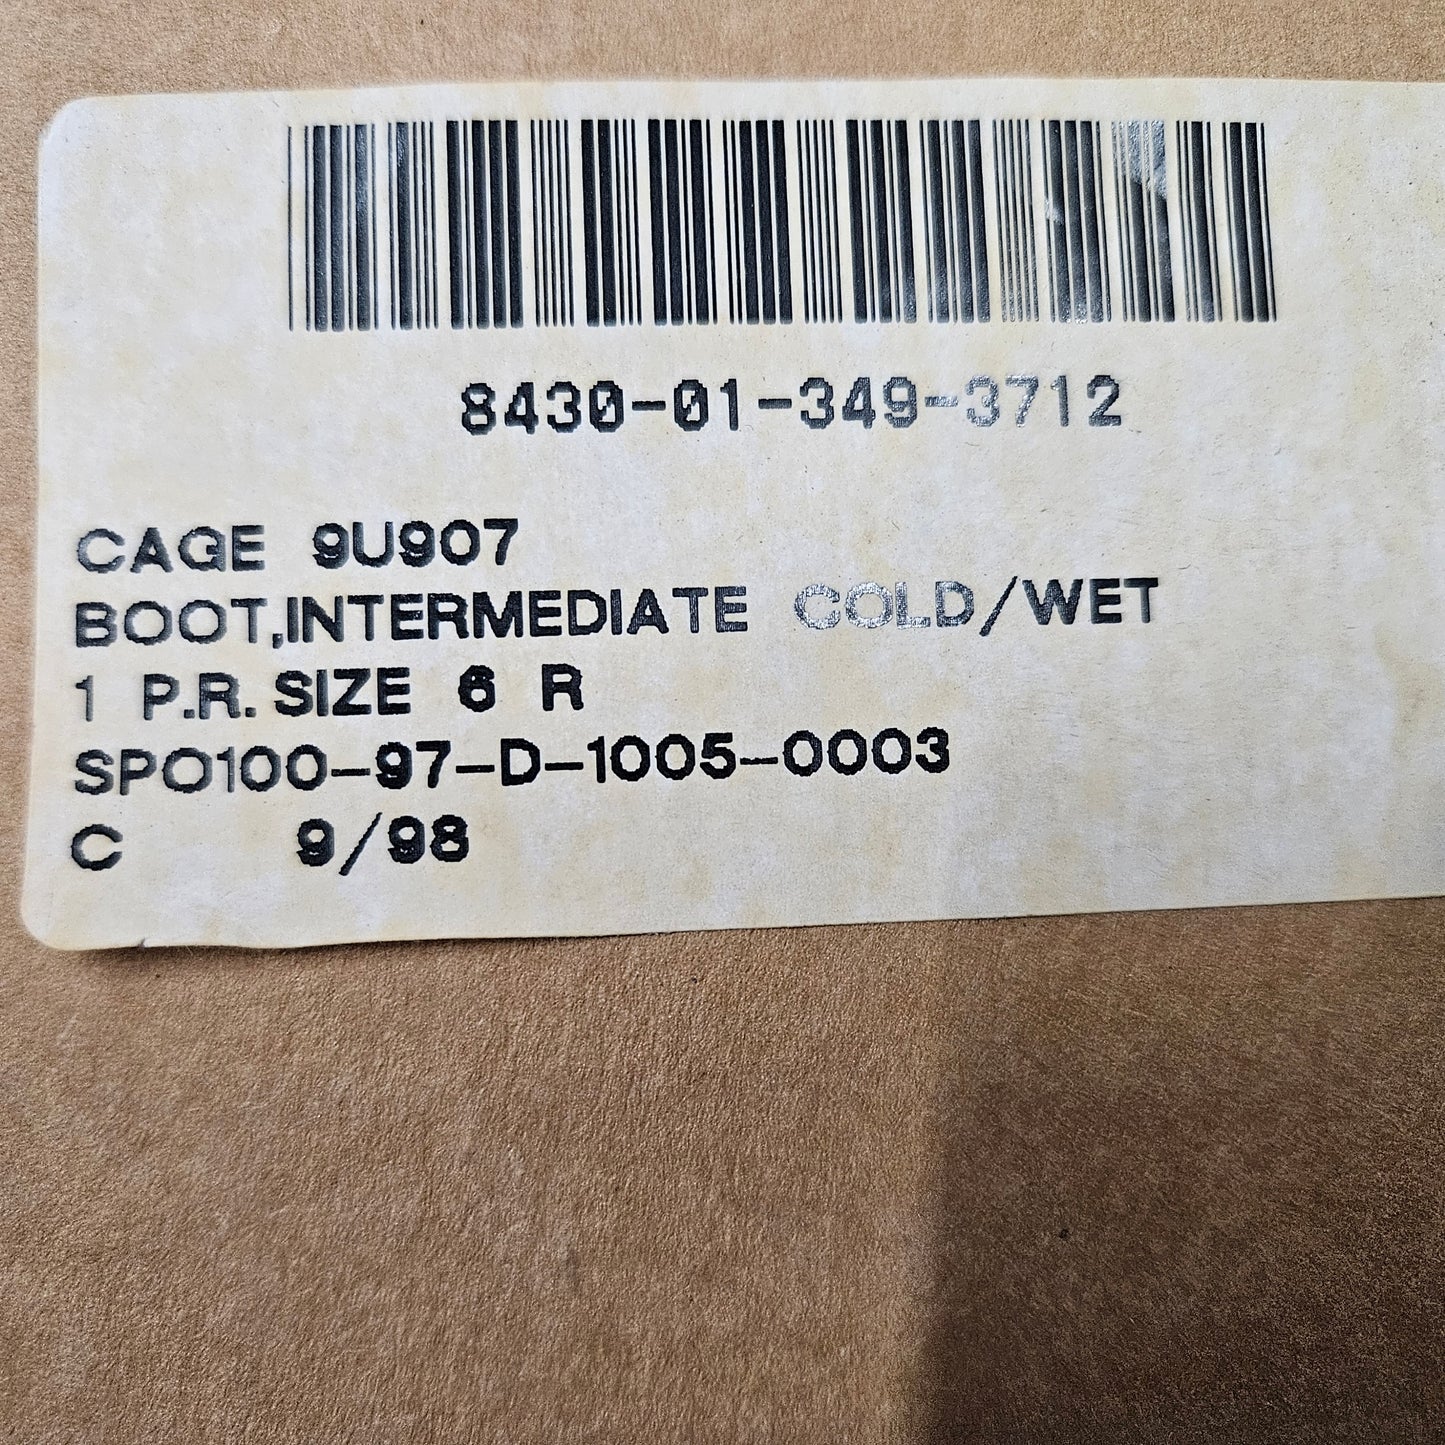 8430-01-349-3712
CAGE 9U907
BOOT,INTERMEDIATE COLD/WET
1 P.R. SIZE 6 R
SPO100-97-D-1005-0003
C 9/98